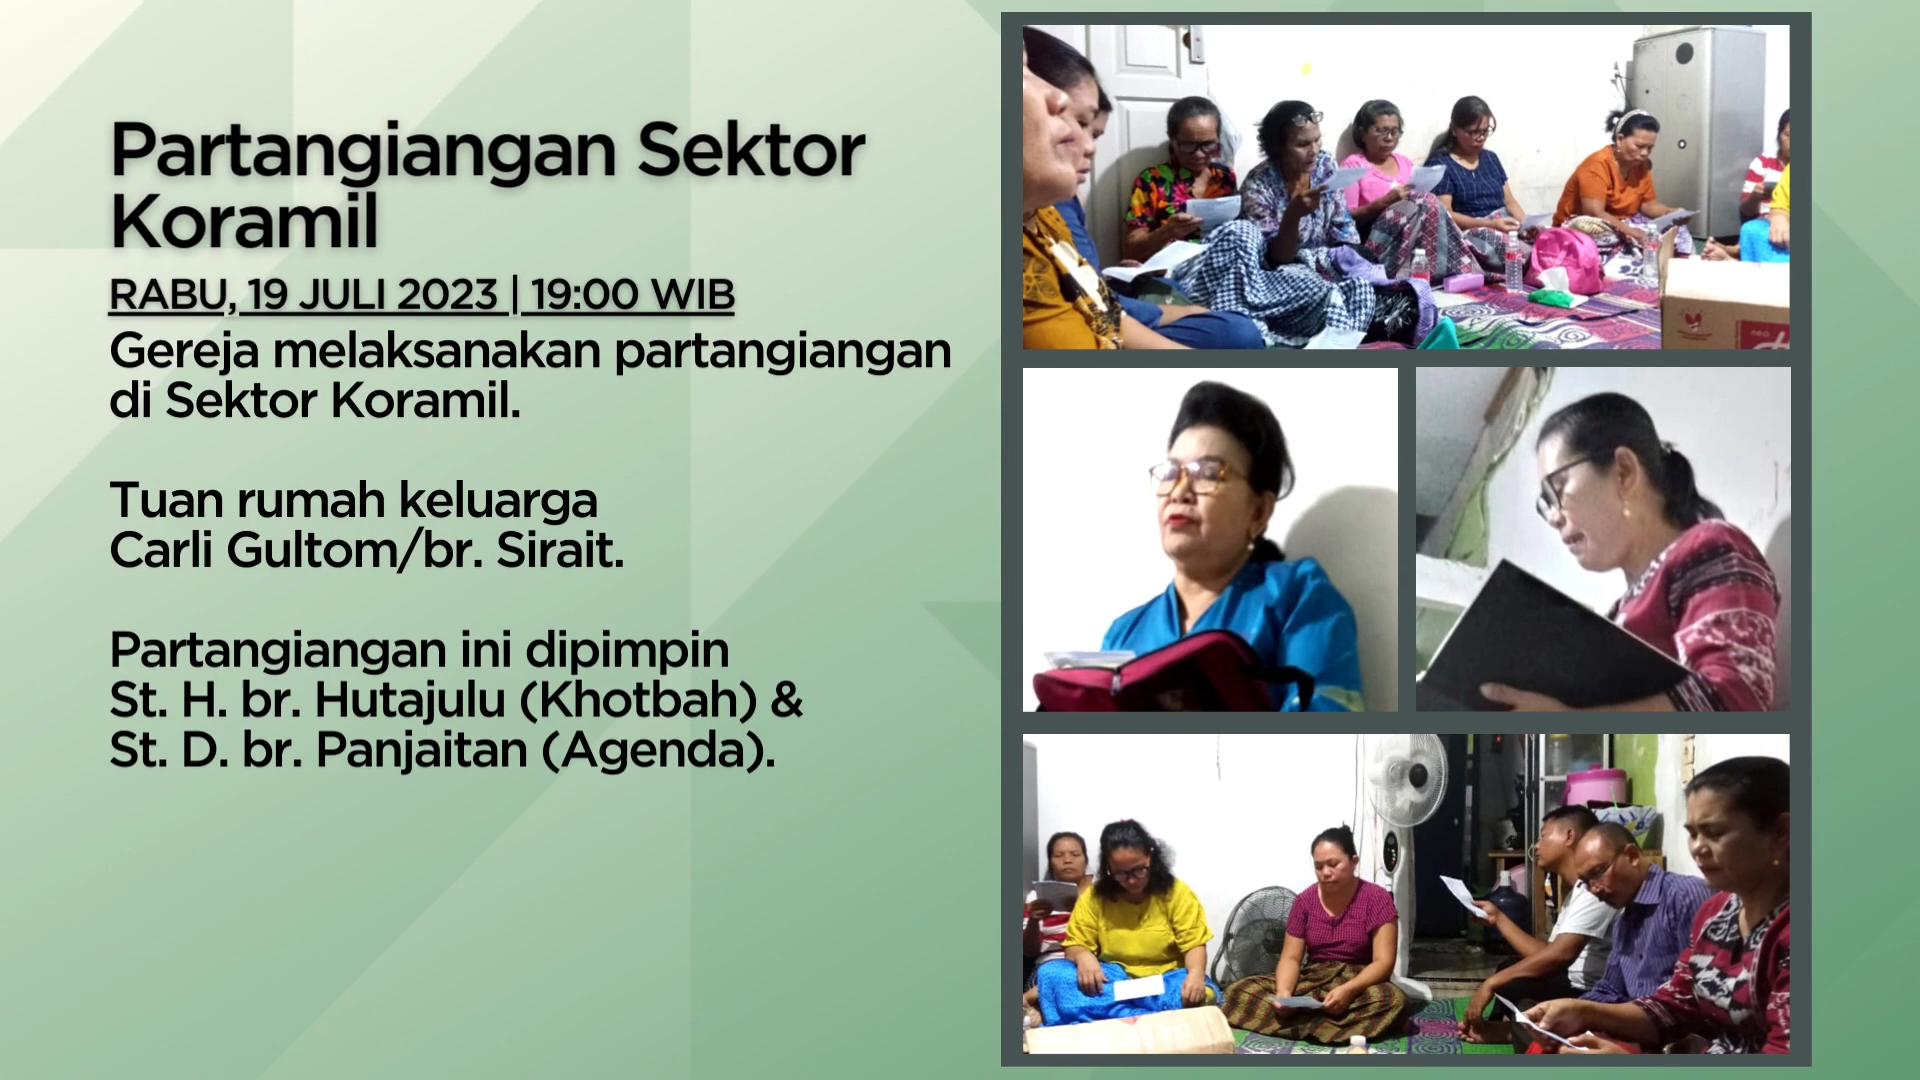 Partangiangan Sektor
Koramil
RABU, 19 JULI 2023 | 19:00 WIB
Gereja melaksanakan partangiangan
di Sektor Koramil.
Tuan rumah keluarga
Carli Gultom/br. Sirait.
Partangiangan ini dipimpin
St. H. br. Hutajulu (Khotbah) &
St. D. br. Panjaitan (Agenda).
neo